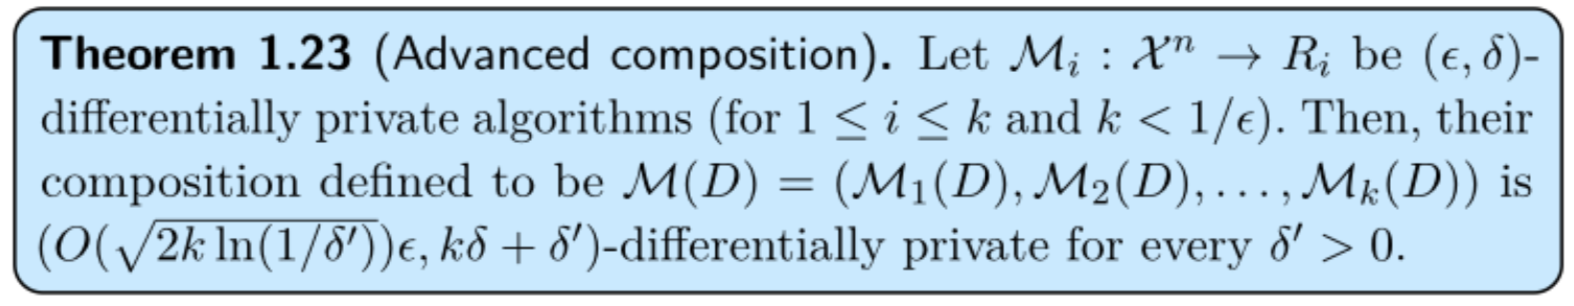 Theorem 1.23 (Advanced composition). Let ℳᵢ : 𝒳ⁿ → Rᵢ be (ϵ, δ)-
differentially private algorithms (for 1 ≤ i ≤ k and k < 1/ϵ). Then, their
composition defined to be ℳ(D) = (ℳ₁(D), ℳ₂(D), . . . , ℳₖ(D)) is
(O(√(2k ln(1/δ′)))ϵ, kδ + δ′)-differentially private for every δ′ > 0.